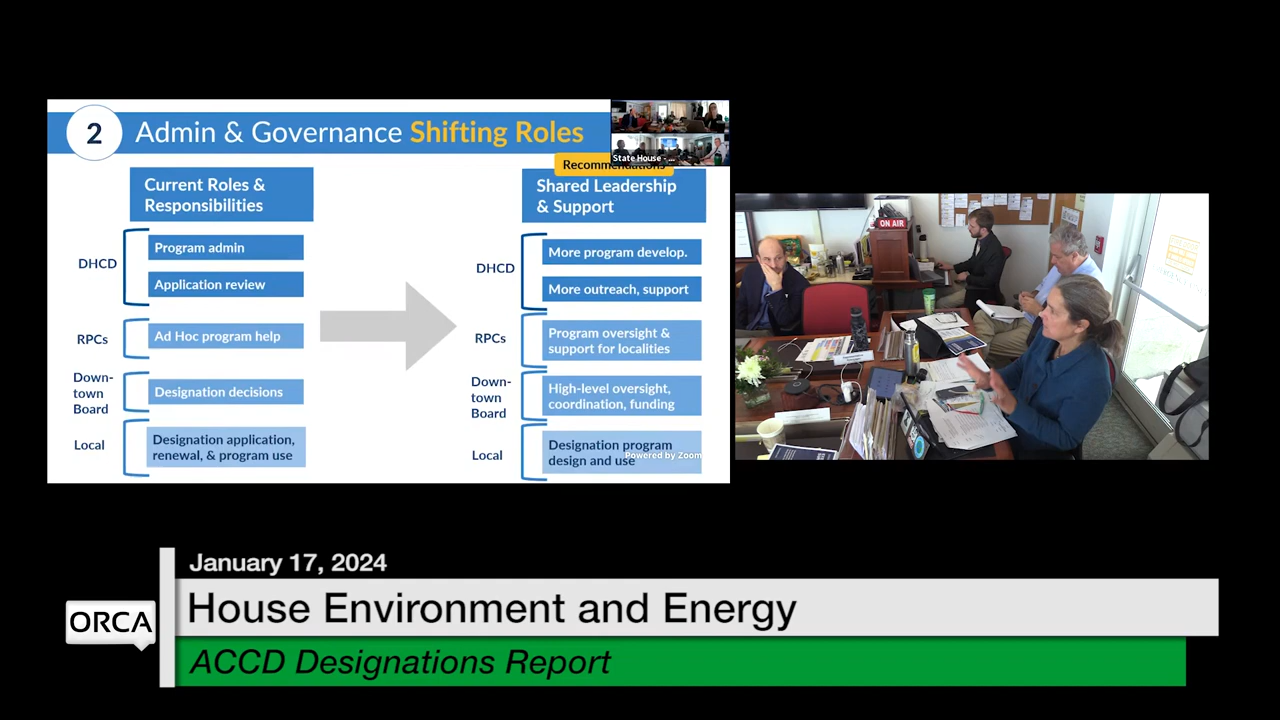 2
Admin & Governance Shifting Roles
State House - ...
Current Roles &
Responsibilities
Shared Leadership
& Support
DHCD
Program admin
Application review
DHCD
More program develop.
More outreach, support
RPCs
Ad Hoc program help
RPCs
Program oversight &
support for localities
Down-
town
Board
Designation decisions
Down-
town
Board
High-level oversight,
coordination, funding
Local
Designation application,
renewal, & program use
Local
Designation program
design and use
Powered by Zoom
ON AIR
January 17, 2024
House Environment and Energy
ORCA
ACCD Designations Report